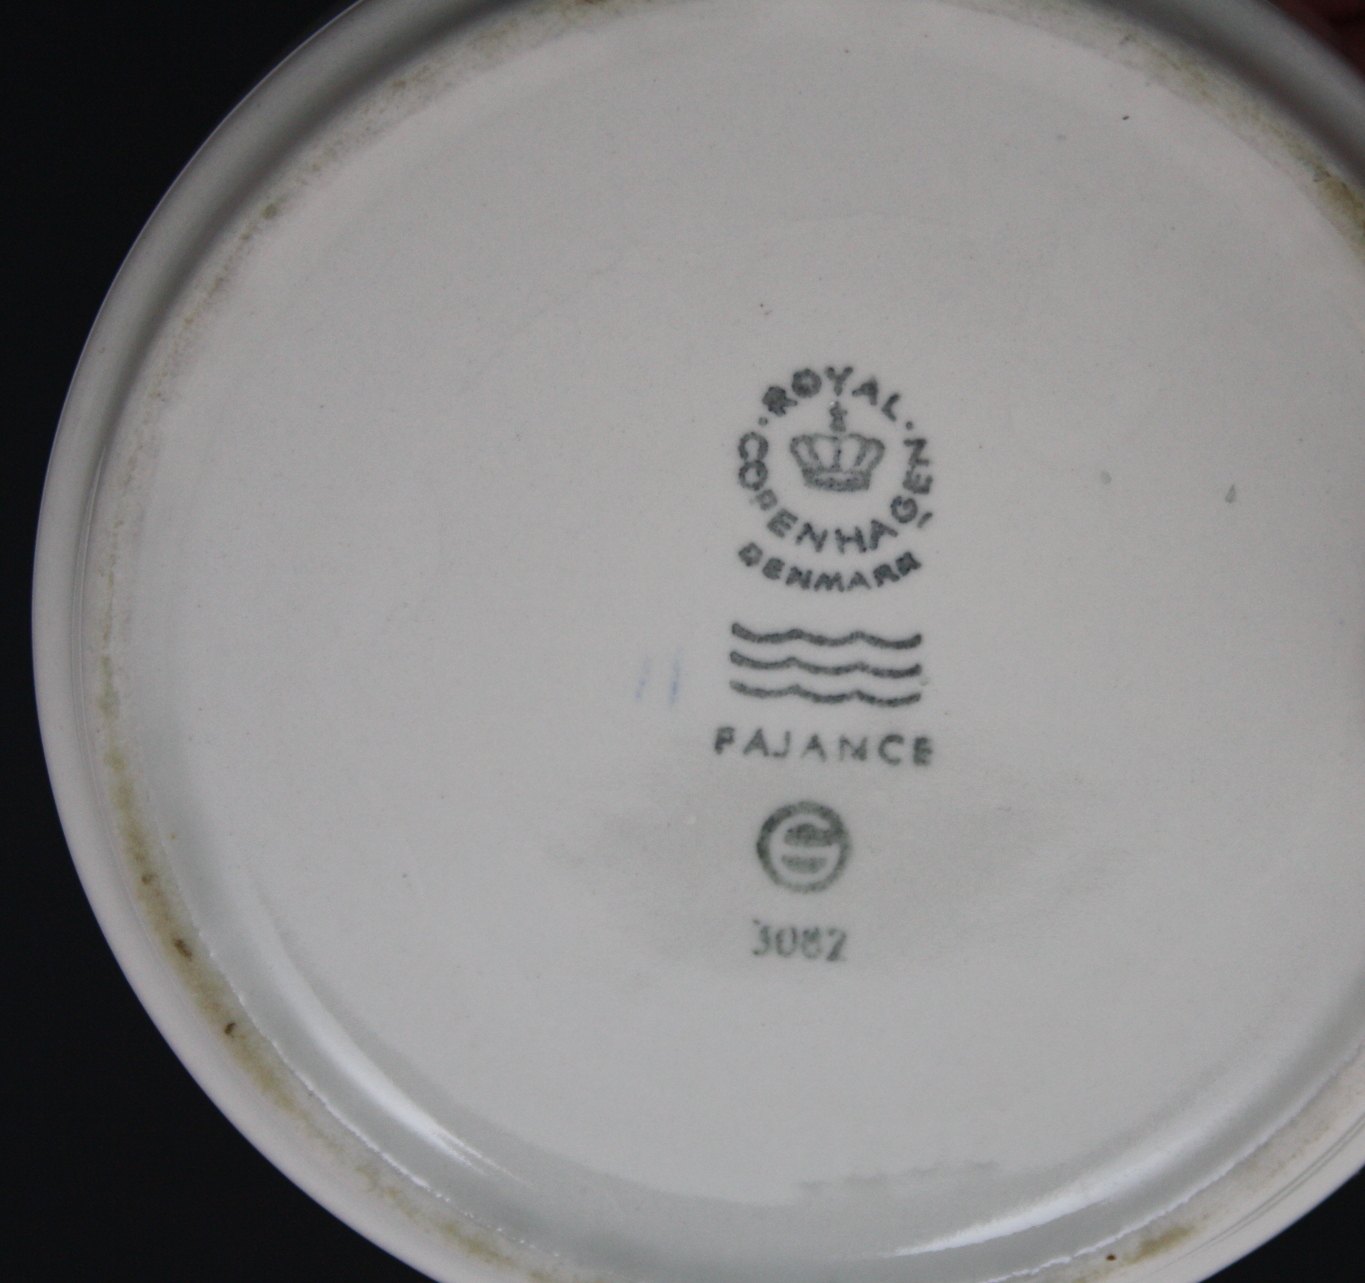 ROYAL
COPENHAGEN
DENMARK
FAJANCE
3082